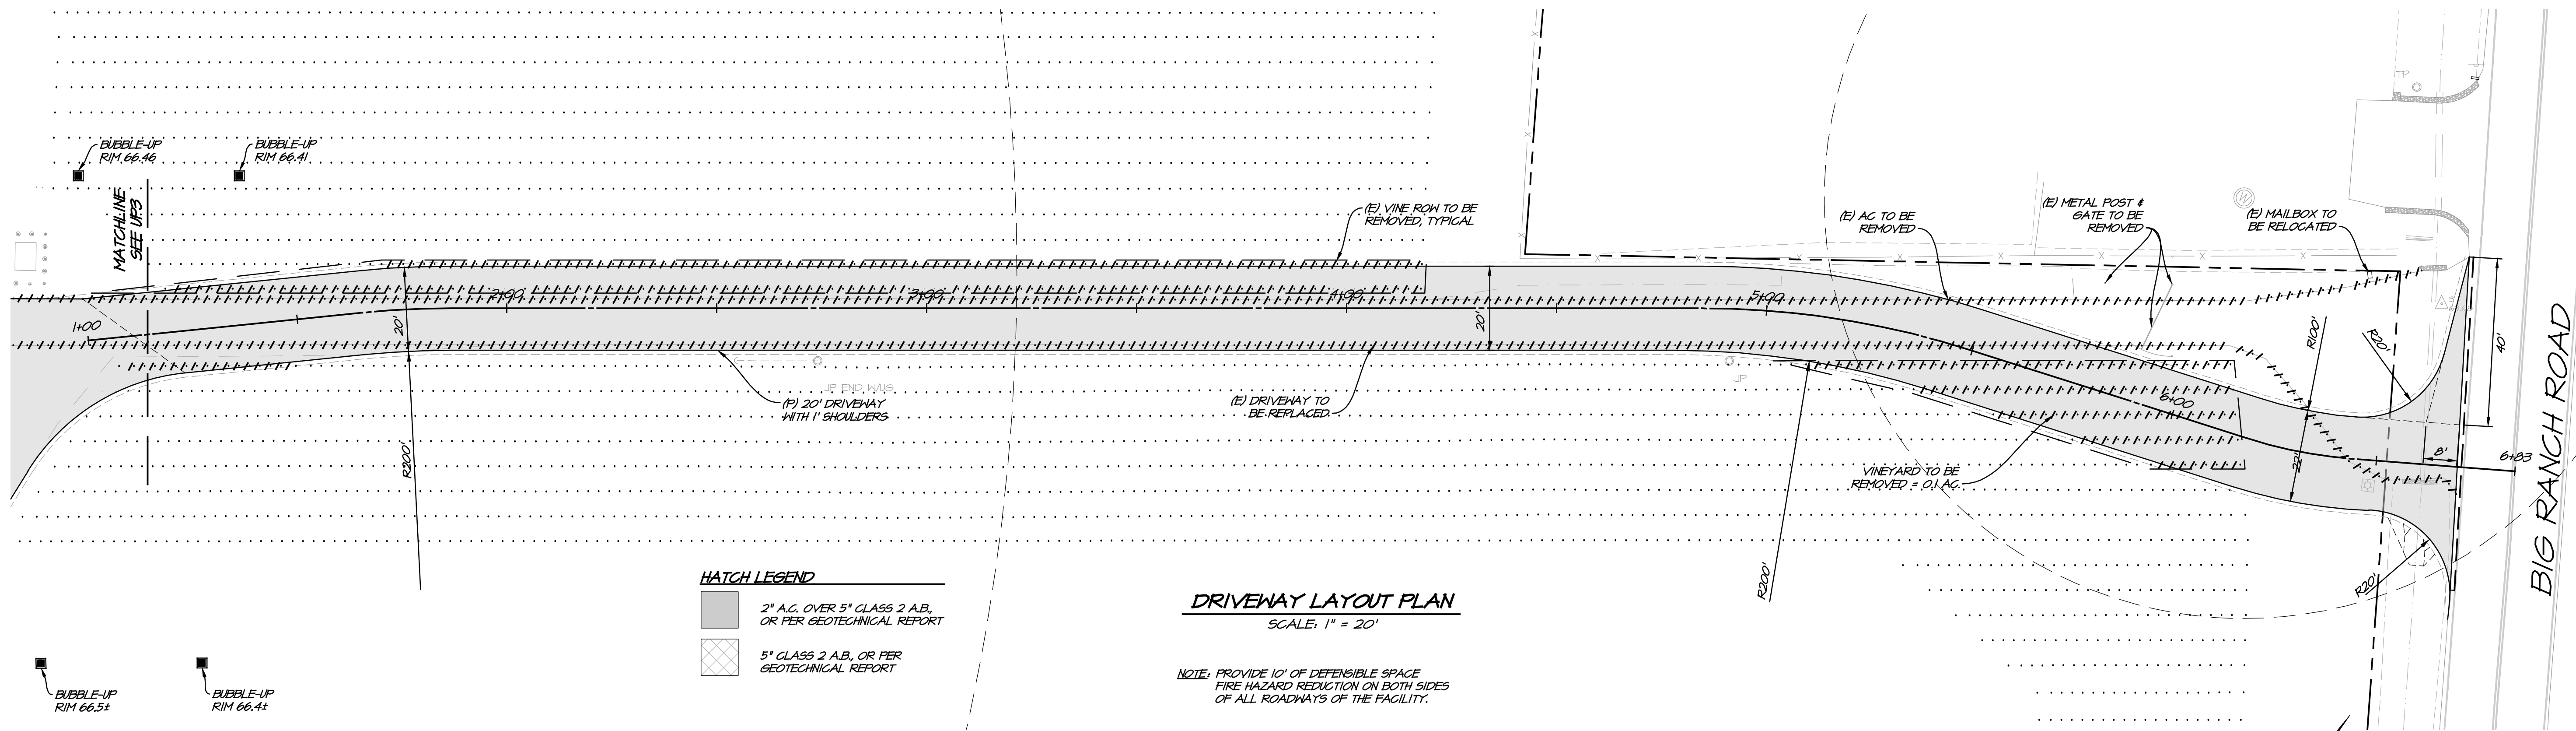 BUBBLE-UP
RIM 66.46
BUBBLE-UP
RIM 66.41
MATCHLINE
SEE UP3
(E) VINE ROW TO BE
REMOVED, TYPICAL
(E) AC TO BE
REMOVED
(E) METAL POST &
GATE TO BE
REMOVED
(E) MAILBOX TO
BE RELOCATED
TP
W
1+00
2+00
3+00
4+00
5+00
6+00
6+83
20'
20'
R200'
JP END WUG
JP
(P) 20' DRIVEWAY
WITH 1' SHOULDERS
(E) DRIVEWAY TO
BE REPLACED
VINEYARD TO BE
REMOVED = 0.1 AC.
R200'
R100'
R20'
40'
22'
8'
R20'
BIG RANCH ROAD
HATCH LEGEND
2" A.C. OVER 5" CLASS 2 A.B.,
OR PER GEOTECHNICAL REPORT
5" CLASS 2 A.B., OR PER
GEOTECHNICAL REPORT
DRIVEWAY LAYOUT PLAN
SCALE: 1" = 20'
NOTE: PROVIDE 10' OF DEFENSIBLE SPACE
FIRE HAZARD REDUCTION ON BOTH SIDES
OF ALL ROADWAYS OF THE FACILITY.
BUBBLE-UP
RIM 66.5±
BUBBLE-UP
RIM 66.4±